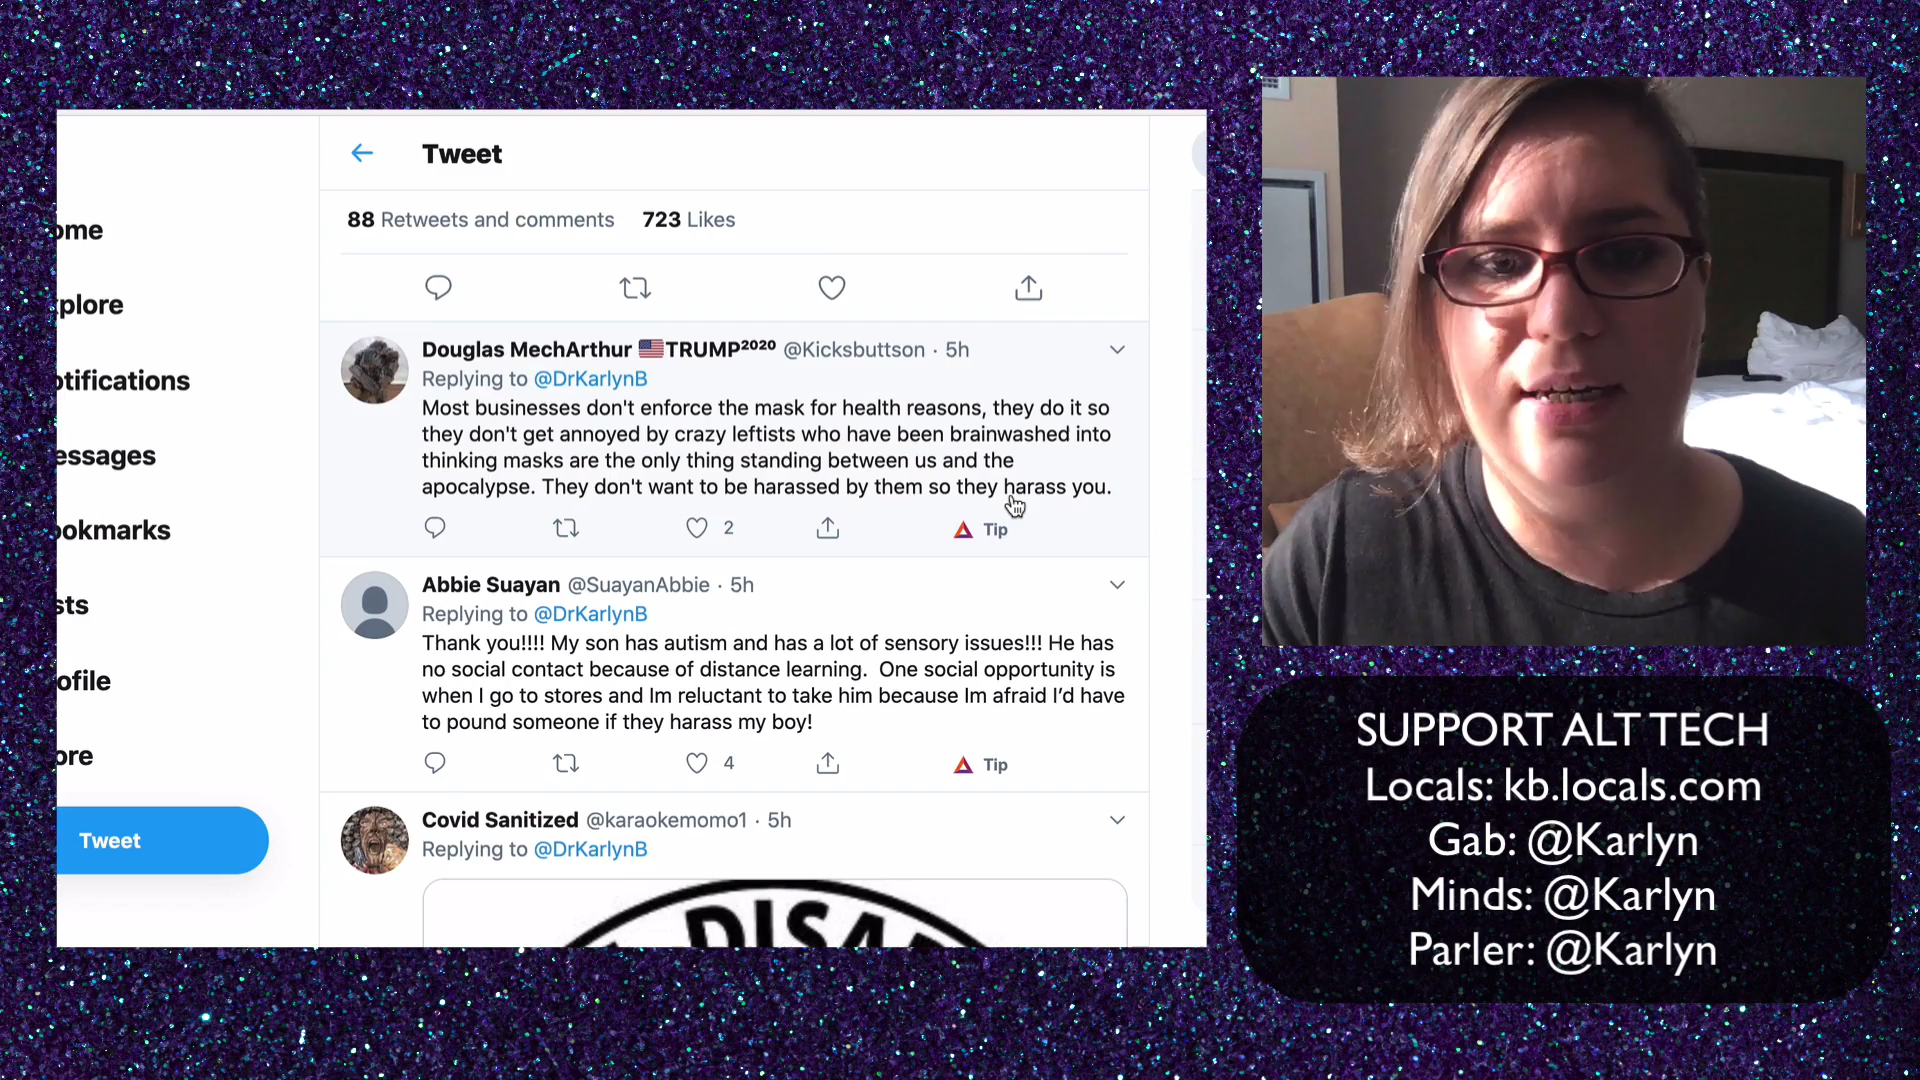 Tweet
88 Retweets and comments 723 Likes
ome
xplore
otifications
essages
ookmarks
sts
ofile
ore
Tweet
Douglas MechArthur 🇺🇸TRUMP²⁰²⁰ @Kicksbuttson · 5h
Replying to @DrKarlynB
Most businesses don't enforce the mask for health reasons, they do it so
they don't get annoyed by crazy leftists who have been brainwashed into
thinking masks are the only thing standing between us and the
apocalypse. They don't want to be harassed by them so they harass you.
2
Tip
Abbie Suayan @SuayanAbbie · 5h
Replying to @DrKarlynB
Thank you!!!! My son has autism and has a lot of sensory issues!!! He has
no social contact because of distance learning. One social opportunity is
when I go to stores and Im reluctant to take him because Im afraid I’d have
to pound someone if they harass my boy!
4
Tip
Covid Sanitized @karaokemomo1 · 5h
Replying to @DrKarlynB
SUPPORT ALT TECH
Locals: kb.locals.com
Gab: @Karlyn
Minds: @Karlyn
Parler: @Karlyn